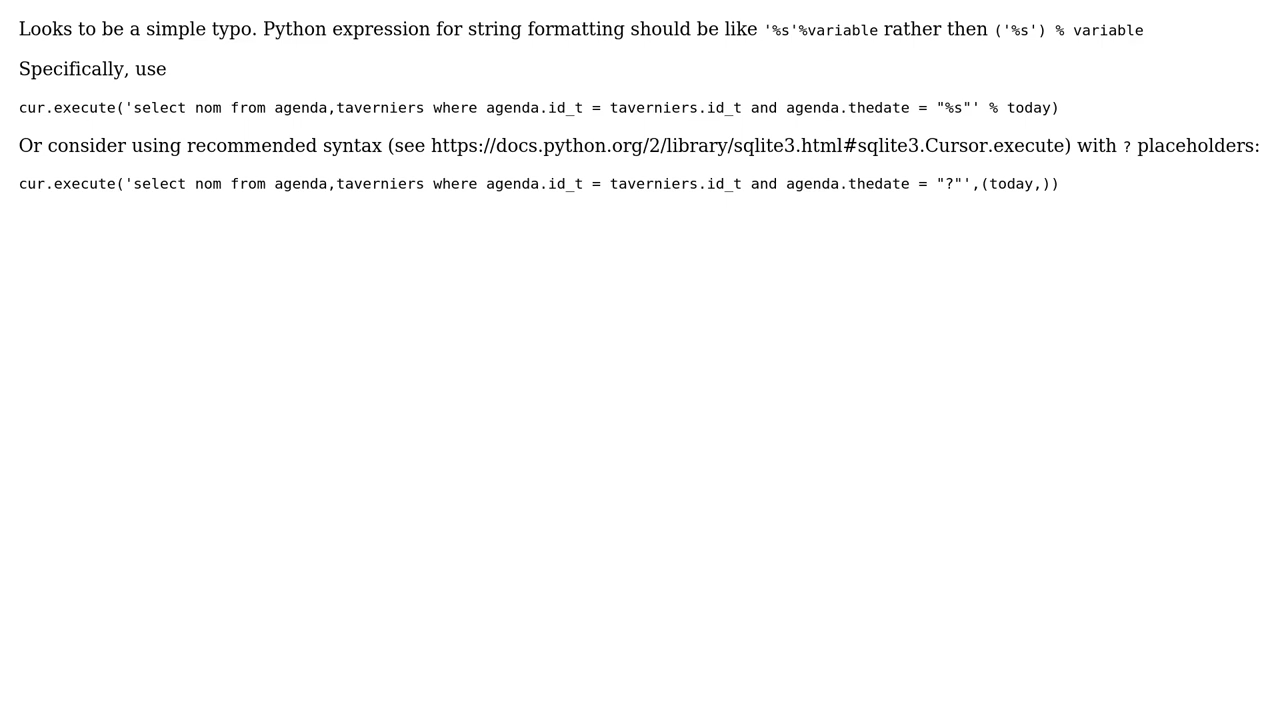 Looks to be a simple typo. Python expression for string formatting should be like '%s'%variable rather then ('%s') % variable
Specifically, use
cur.execute('select nom from agenda,taverniers where agenda.id_t = taverniers.id_t and agenda.thedate = "%s"' % today)
Or consider using recommended syntax (see https://docs.python.org/2/library/sqlite3.html#sqlite3.Cursor.execute) with ? placeholders:
cur.execute('select nom from agenda,taverniers where agenda.id_t = taverniers.id_t and agenda.thedate = "?"',(today,))